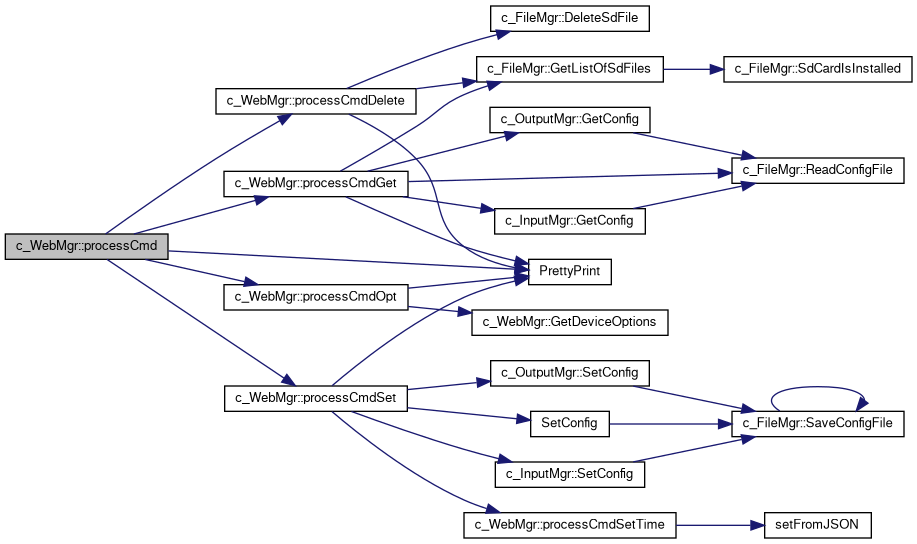 c_FileMgr::DeleteSdFile
c_FileMgr::GetListOfSdFiles
c_FileMgr::SdCardIsInstalled
c_WebMgr::processCmdDelete
c_OutputMgr::GetConfig
c_FileMgr::ReadConfigFile
c_WebMgr::processCmdGet
c_InputMgr::GetConfig
c_WebMgr::processCmd
PrettyPrint
c_WebMgr::processCmdOpt
c_WebMgr::GetDeviceOptions
c_OutputMgr::SetConfig
c_WebMgr::processCmdSet
SetConfig
c_FileMgr::SaveConfigFile
c_InputMgr::SetConfig
c_WebMgr::processCmdSetTime
setFromJSON